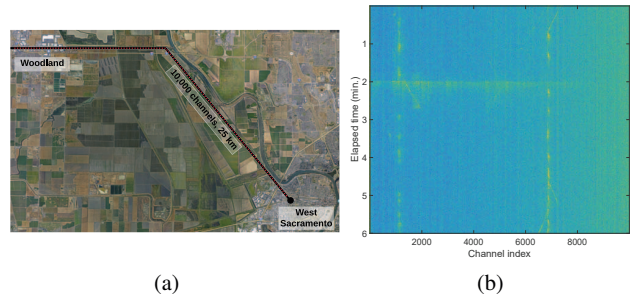 Woodland
10,000 channels, 25 km
West
Sacramento
(a)
0
1
2
3
4
5
6
Elapsed time (min.)
2000 4000 6000 8000
Channel index
(b)